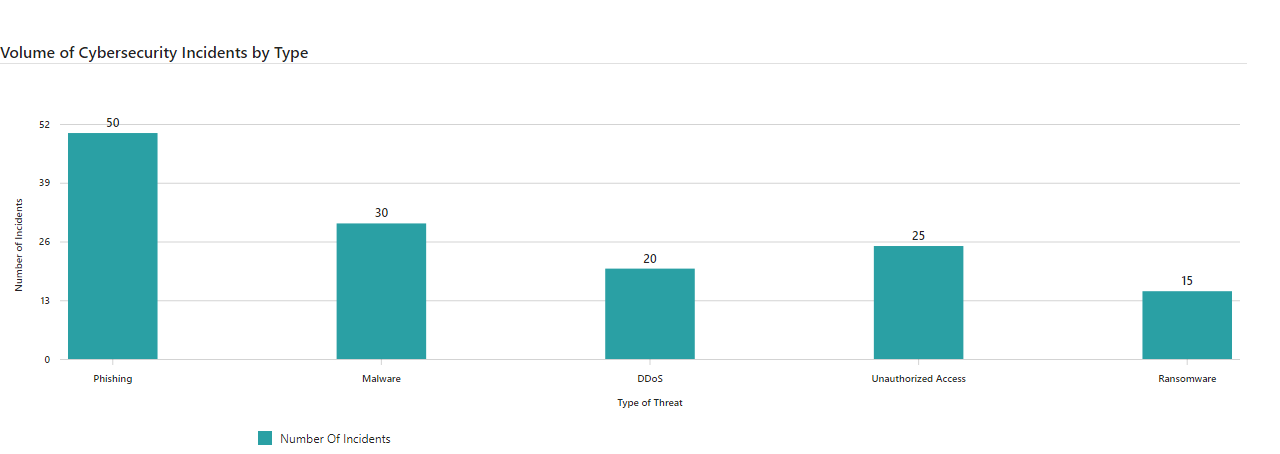 Volume of Cybersecurity Incidents by Type
Number of Incidents
52
39
26
13
0
50
30
20
25
15
Phishing
Malware
DDoS
Unauthorized Access
Ransomware
Type of Threat
Number Of Incidents